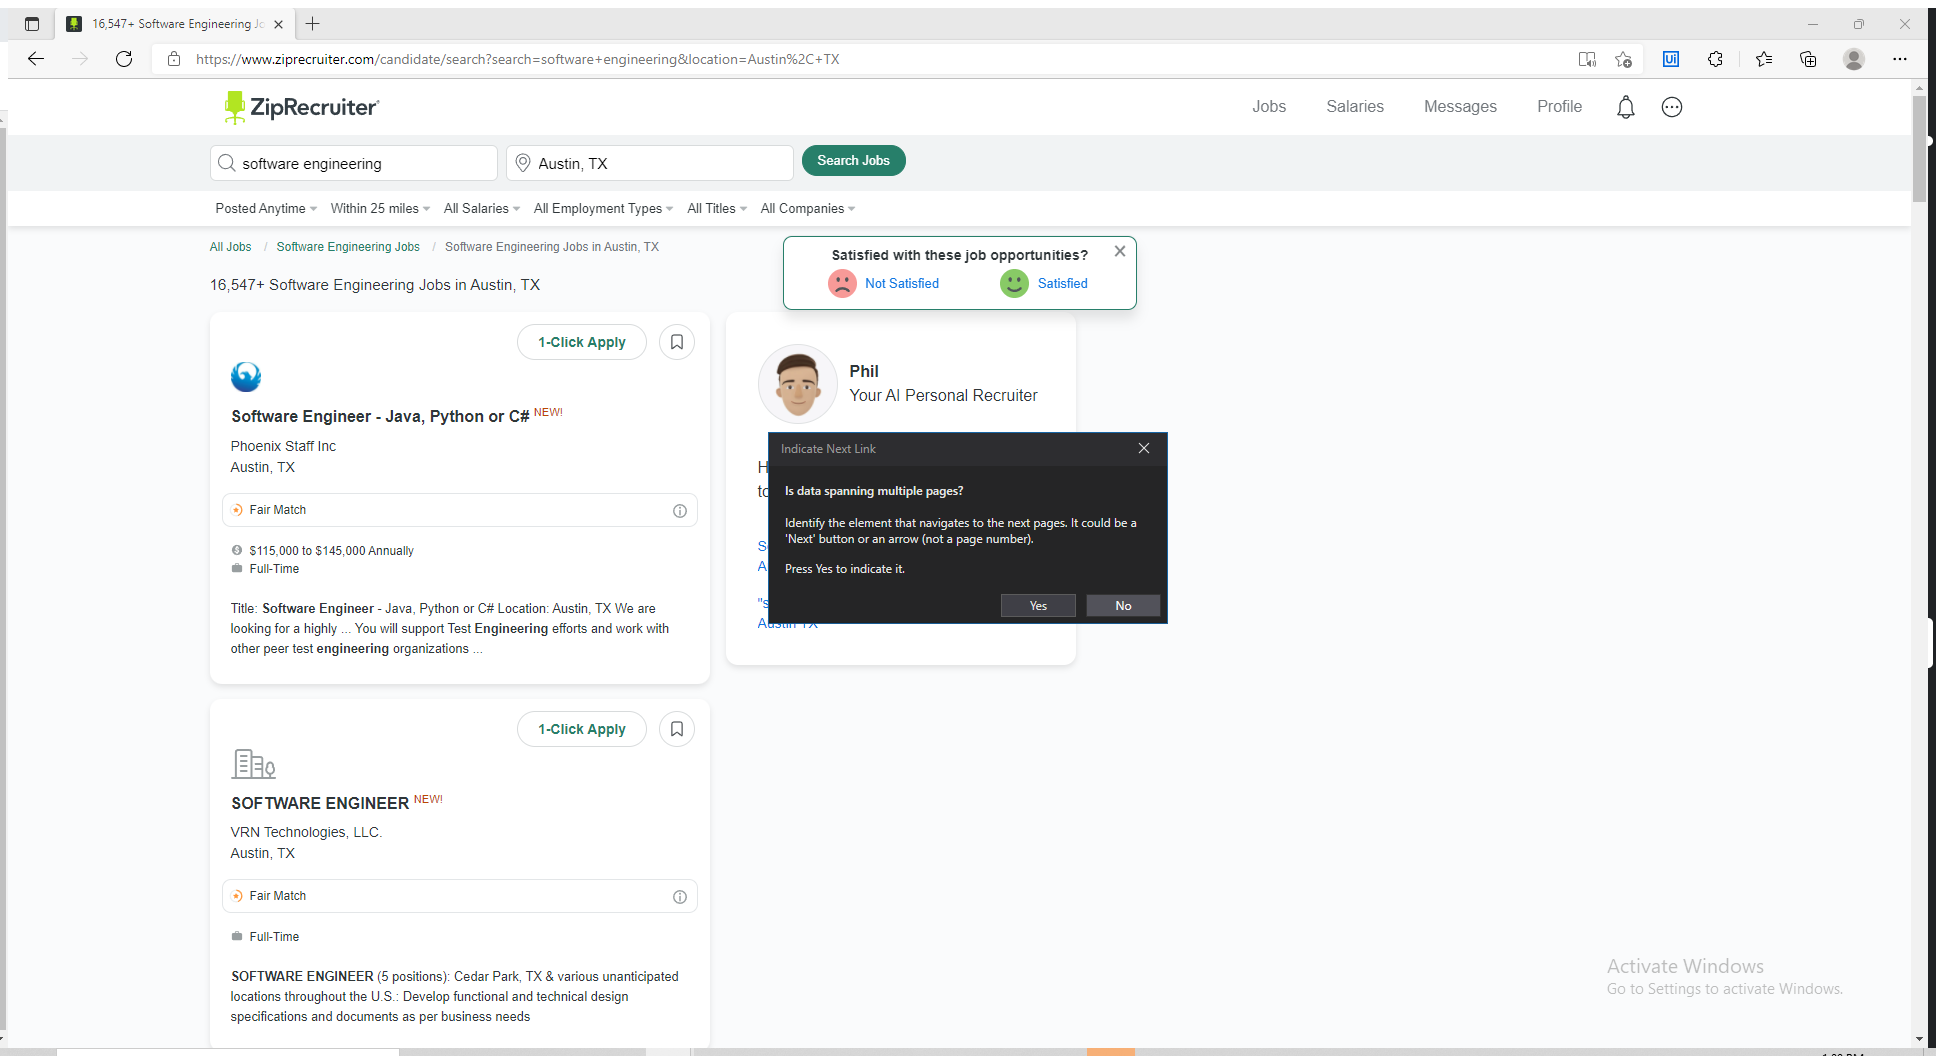 16,547+ Software Engineering Jo
https://www.ziprecruiter.com/candidate/search?search=software+engineering&location=Austin%2C+TX
ZipRecruiter
Jobs Salaries Messages Profile
software engineering Austin, TX Search Jobs
Posted Anytime Within 25 miles All Salaries All Employment Types All Titles All Companies
All Jobs / Software Engineering Jobs / Software Engineering Jobs in Austin, TX
16,547+ Software Engineering Jobs in Austin, TX
Satisfied with these job opportunities?
Not Satisfied Satisfied
1-Click Apply
Software Engineer - Java, Python or C# NEW!
Phoenix Staff Inc
Austin, TX
Fair Match
$115,000 to $145,000 Annually
Full-Time
Title: Software Engineer - Java, Python or C# Location: Austin, TX We are
looking for a highly ... You will support Test Engineering efforts and work with
other peer test engineering organizations ...
Phil
Your AI Personal Recruiter
Indicate Next Link
Is data spanning multiple pages?
Identify the element that navigates to the next pages. It could be a
'Next' button or an arrow (not a page number).
Press Yes to indicate it.
Yes No
1-Click Apply
SOFTWARE ENGINEER NEW!
VRN Technologies, LLC.
Austin, TX
Fair Match
Full-Time
SOFTWARE ENGINEER (5 positions): Cedar Park, TX & various unanticipated
locations throughout the U.S.: Develop functional and technical design
specifications and documents as per business needs
Activate Windows
Go to Settings to activate Windows.